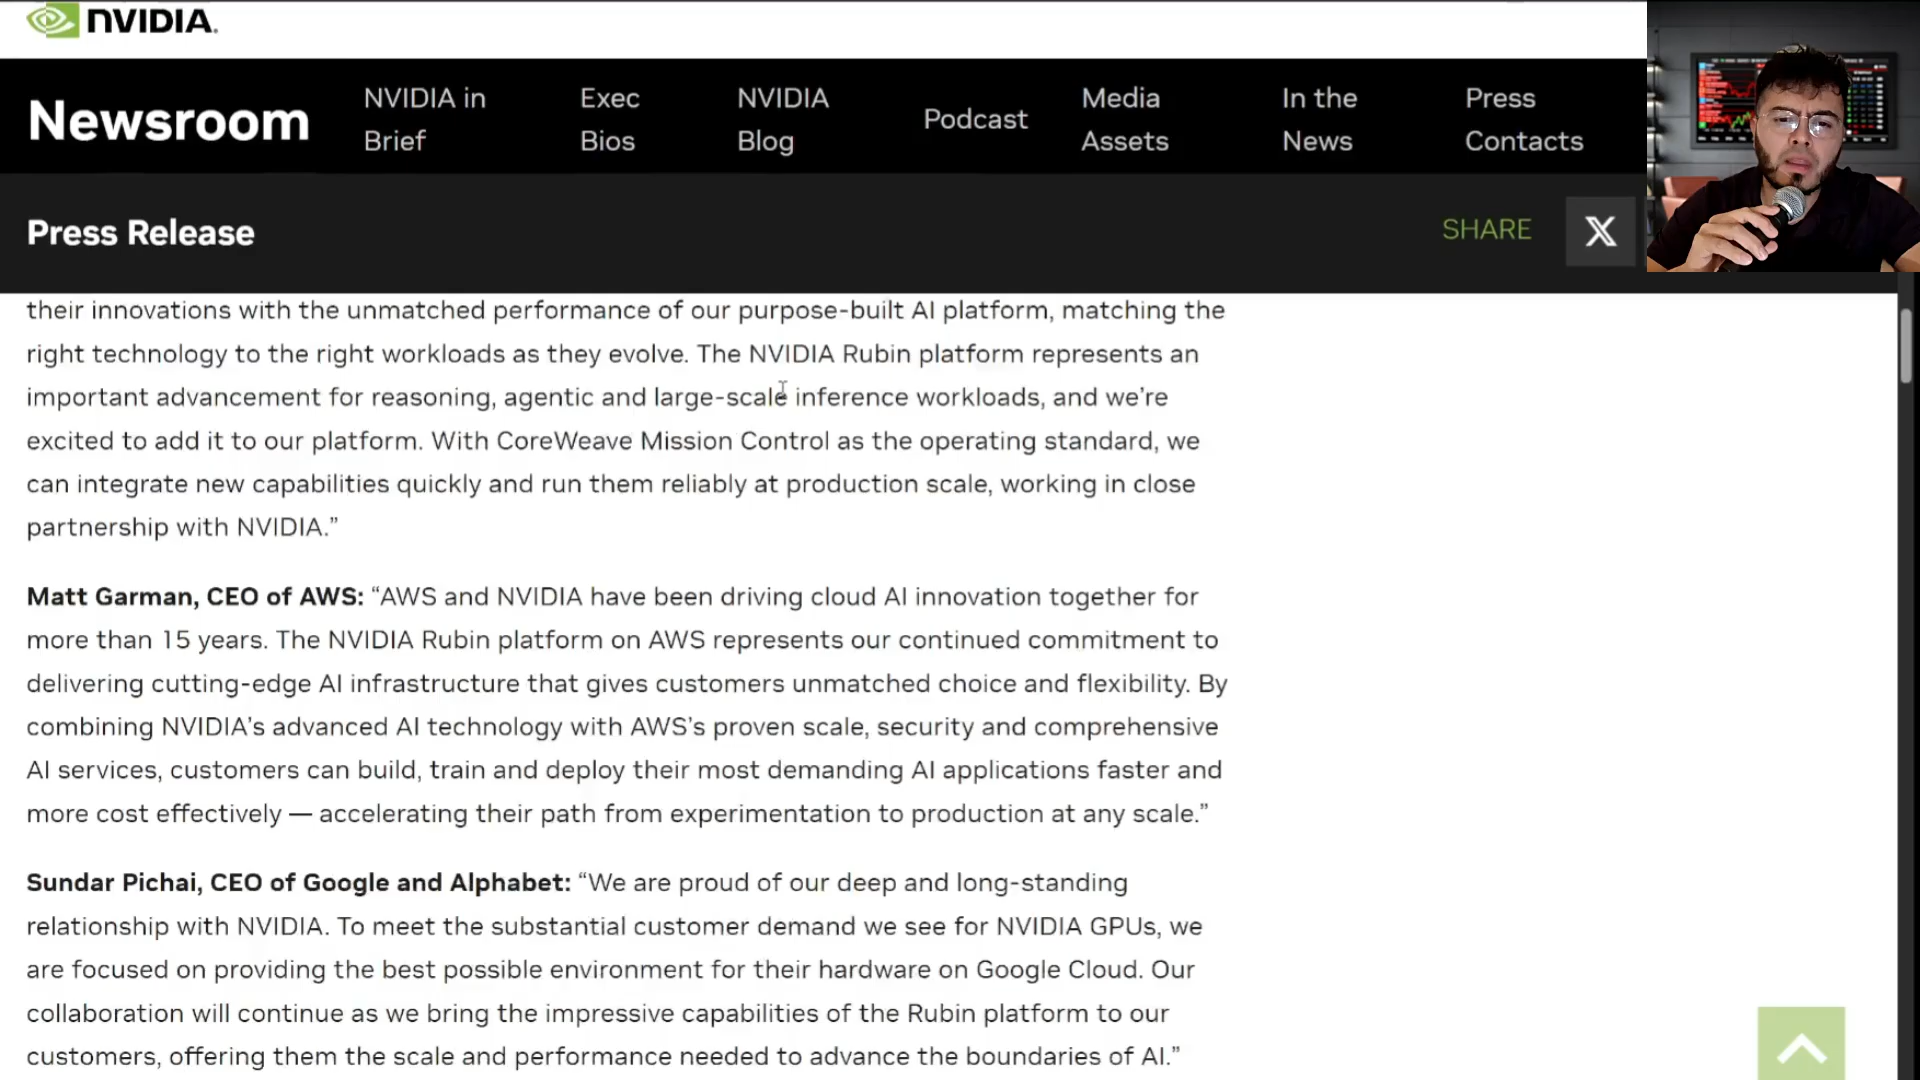 NVIDIA.
Newsroom
NVIDIA in
Brief
Exec
Bios
NVIDIA
Blog
Podcast
Media
Assets
In the
News
Press
Contacts
Press Release
SHARE
X
their innovations with the unmatched performance of our purpose-built AI platform, matching the
right technology to the right workloads as they evolve. The NVIDIA Rubin platform represents an
important advancement for reasoning, agentic and large-scale inference workloads, and we’re
excited to add it to our platform. With CoreWeave Mission Control as the operating standard, we
can integrate new capabilities quickly and run them reliably at production scale, working in close
partnership with NVIDIA.”
Matt Garman, CEO of AWS: “AWS and NVIDIA have been driving cloud AI innovation together for
more than 15 years. The NVIDIA Rubin platform on AWS represents our continued commitment to
delivering cutting-edge AI infrastructure that gives customers unmatched choice and flexibility. By
combining NVIDIA’s advanced AI technology with AWS’s proven scale, security and comprehensive
AI services, customers can build, train and deploy their most demanding AI applications faster and
more cost effectively — accelerating their path from experimentation to production at any scale.”
Sundar Pichai, CEO of Google and Alphabet: “We are proud of our deep and long-standing
relationship with NVIDIA. To meet the substantial customer demand we see for NVIDIA GPUs, we
are focused on providing the best possible environment for their hardware on Google Cloud. Our
collaboration will continue as we bring the impressive capabilities of the Rubin platform to our
customers, offering them the scale and performance needed to advance the boundaries of AI.”